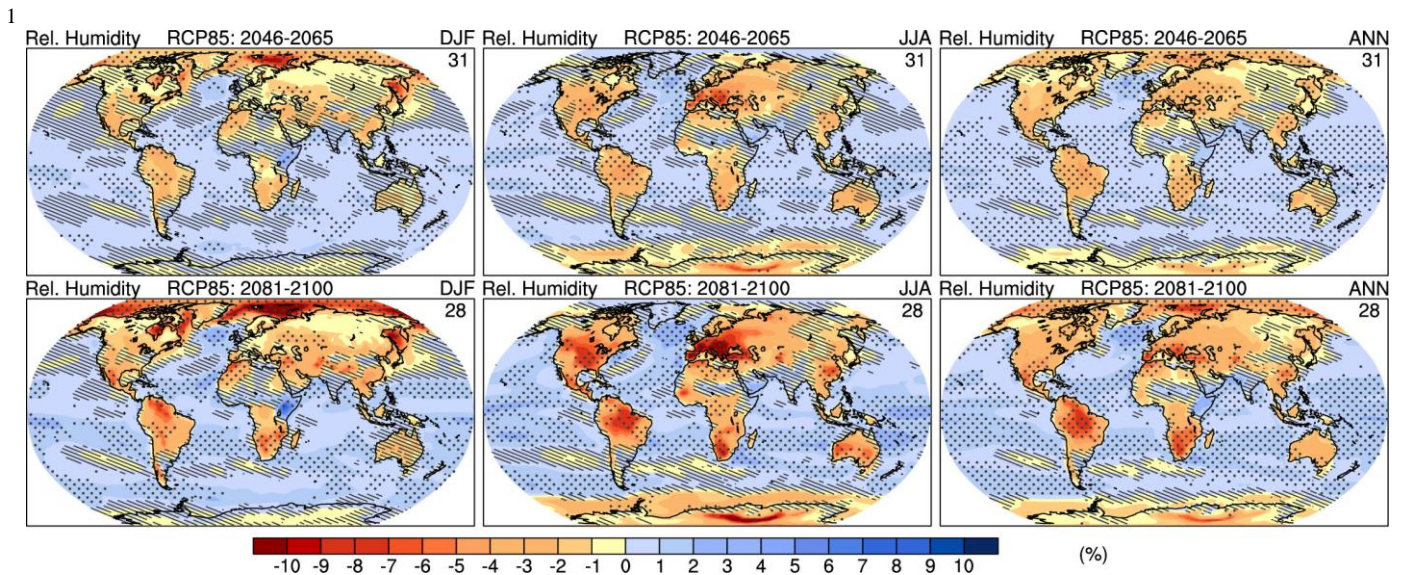 1
Rel. Humidity RCP85: 2046-2065 DJF
31
Rel. Humidity RCP85: 2046-2065 JJA
31
Rel. Humidity RCP85: 2046-2065 ANN
31
Rel. Humidity RCP85: 2081-2100 DJF
28
Rel. Humidity RCP85: 2081-2100 JJA
28
Rel. Humidity RCP85: 2081-2100 ANN
28
-10 -9 -8 -7 -6 -5 -4 -3 -2 -1 0 1 2 3 4 5 6 7 8 9 10 (%)